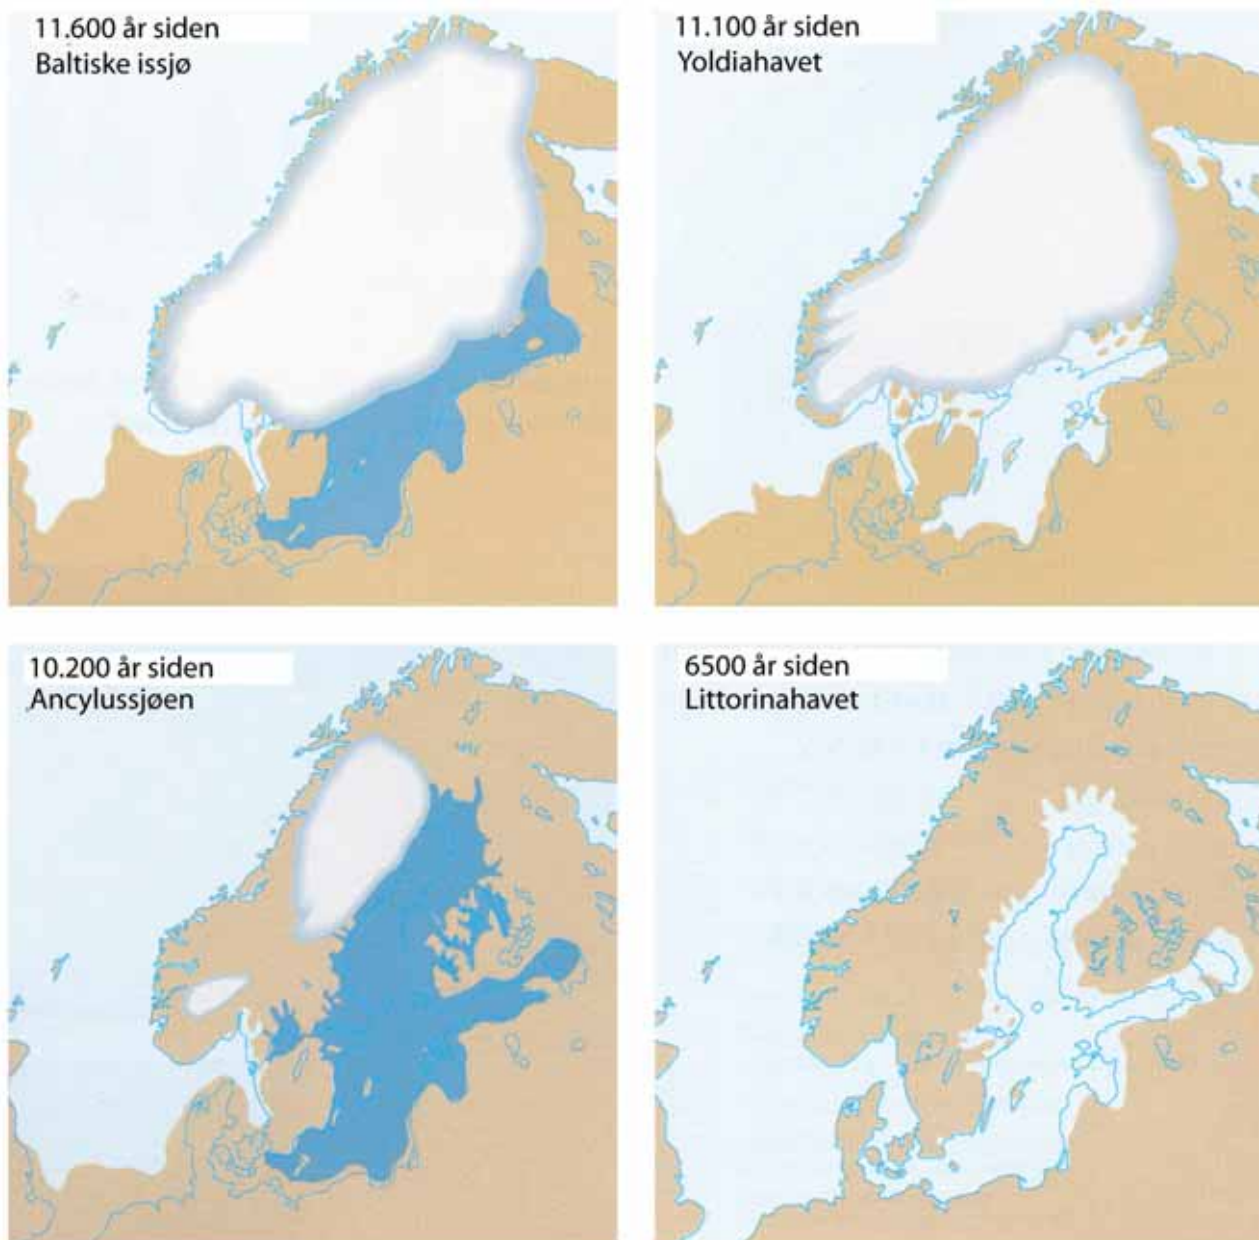 11.600 år siden
Baltiske issjø
11.100 år siden
Yoldiahavet
10.200 år siden
Ancylussjøen
6500 år siden
Littorinahavet